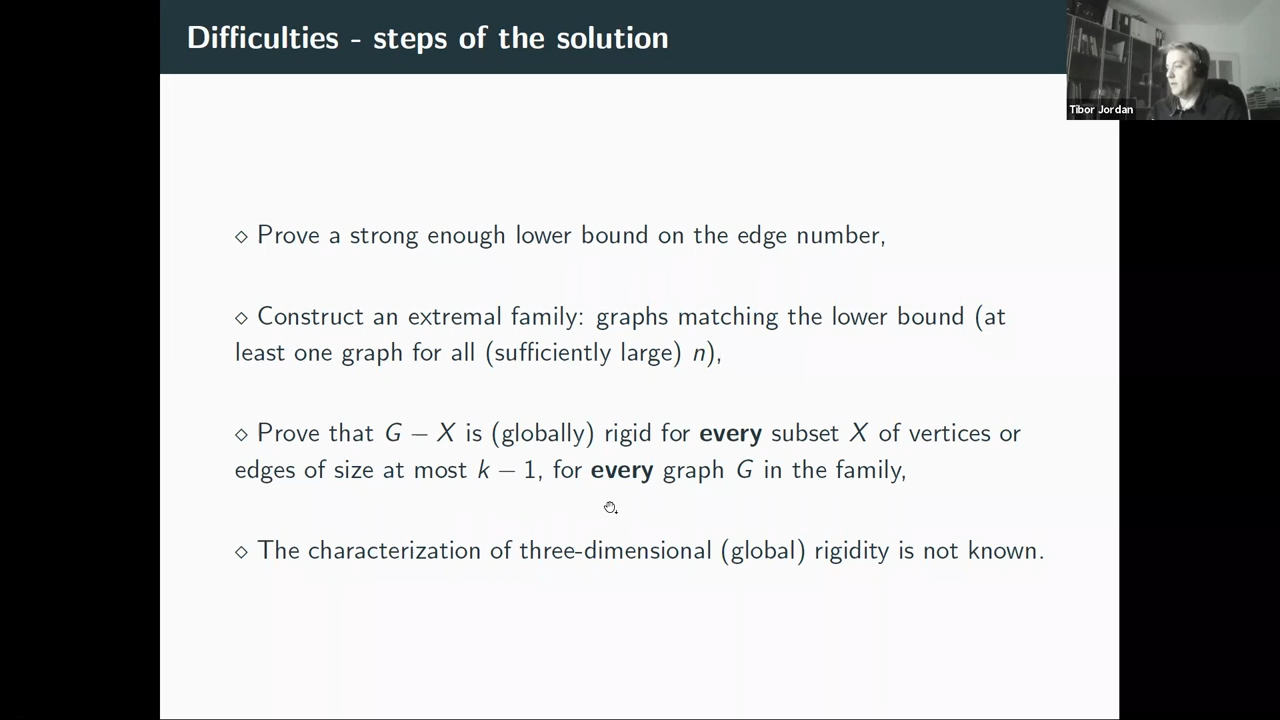 Difficulties - steps of the solution
Tibor Jordan
⋄ Prove a strong enough lower bound on the edge number,
⋄ Construct an extremal family: graphs matching the lower bound (at
least one graph for all (sufficiently large) n),
⋄ Prove that G − X is (globally) rigid for every subset X of vertices or
edges of size at most k − 1, for every graph G in the family,
⋄ The characterization of three-dimensional (global) rigidity is not known.